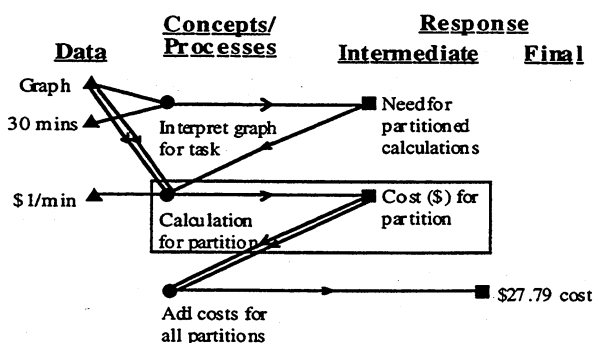 Concepts/
Processes
Response
Data
Intermediate
Final
Graph
30 mins
Interpret graph
for task
Need for
partitioned
calculations
$1/min
Calculation
for partition
Cost ($) for
partition
$27.79 cost
Add costs for
all partitions